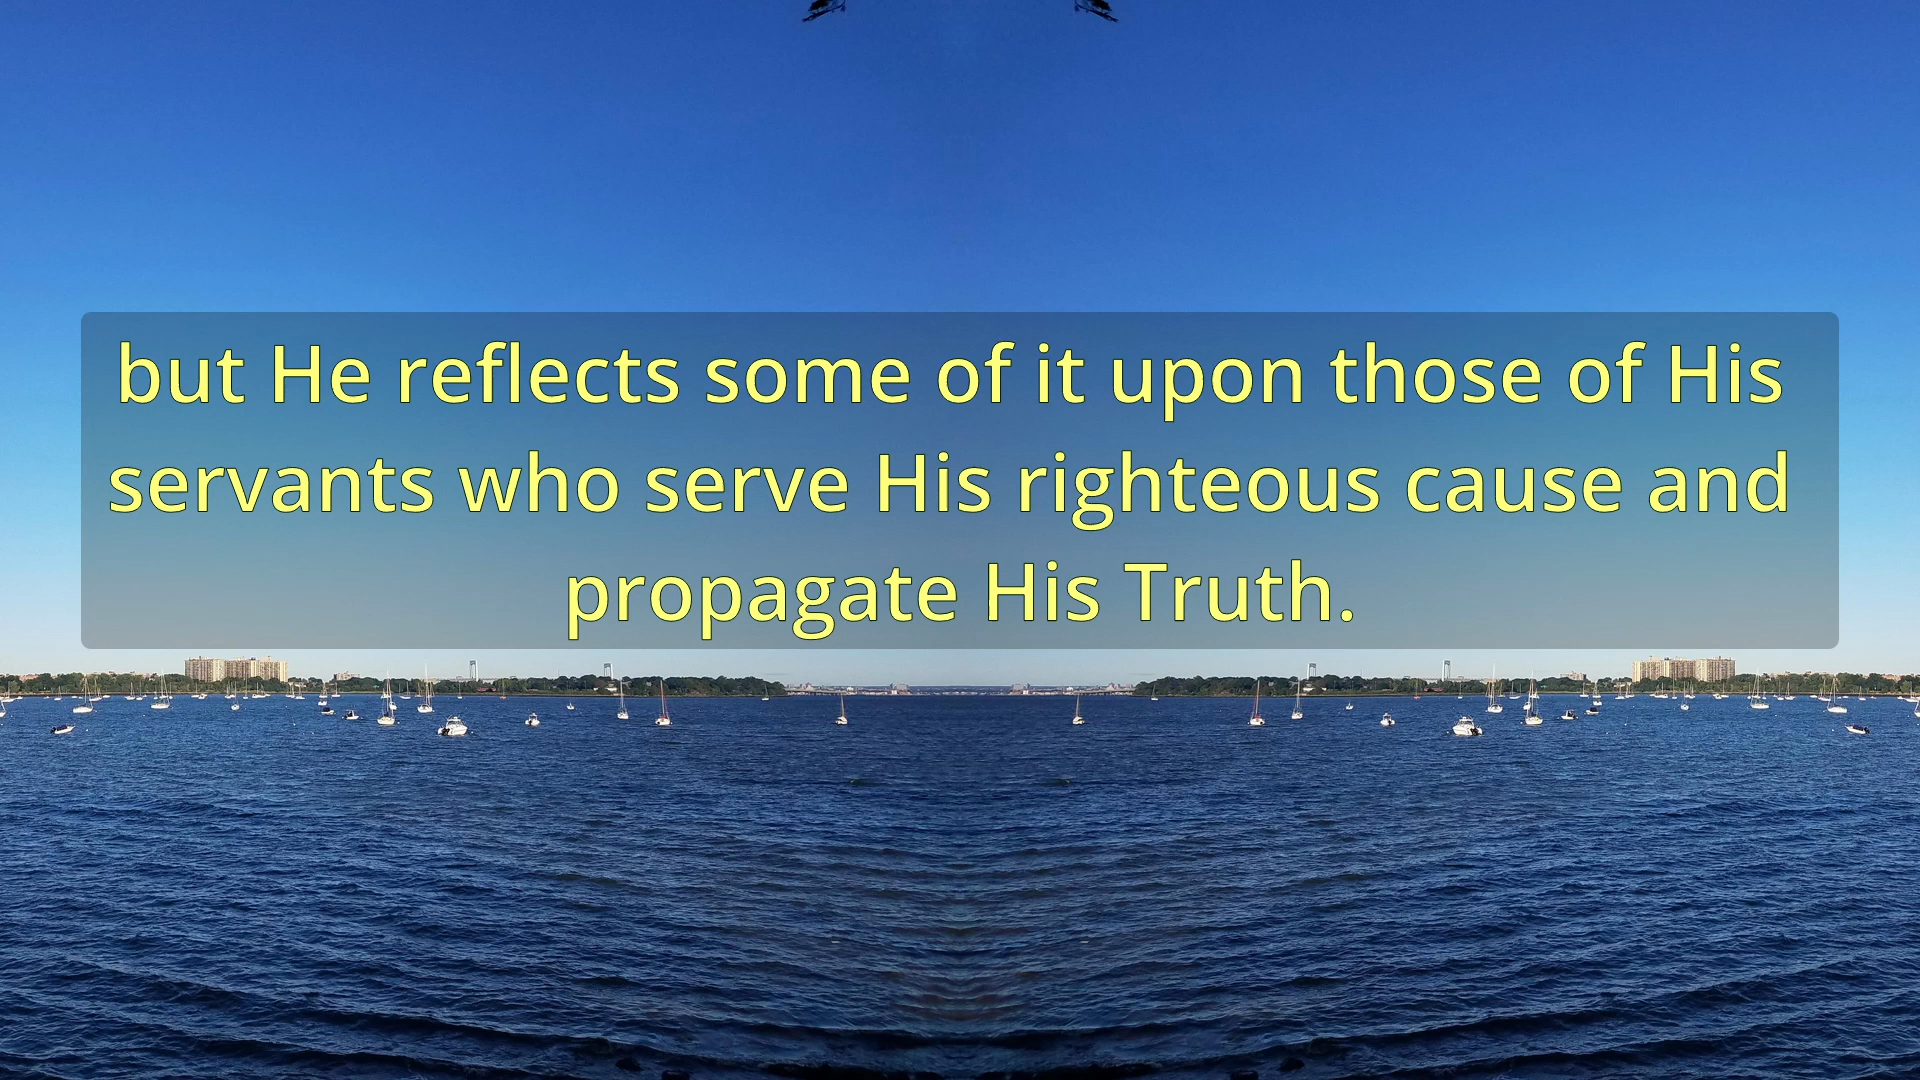 but He reflects some of it upon those of His
servants who serve His righteous cause and
propagate His Truth.